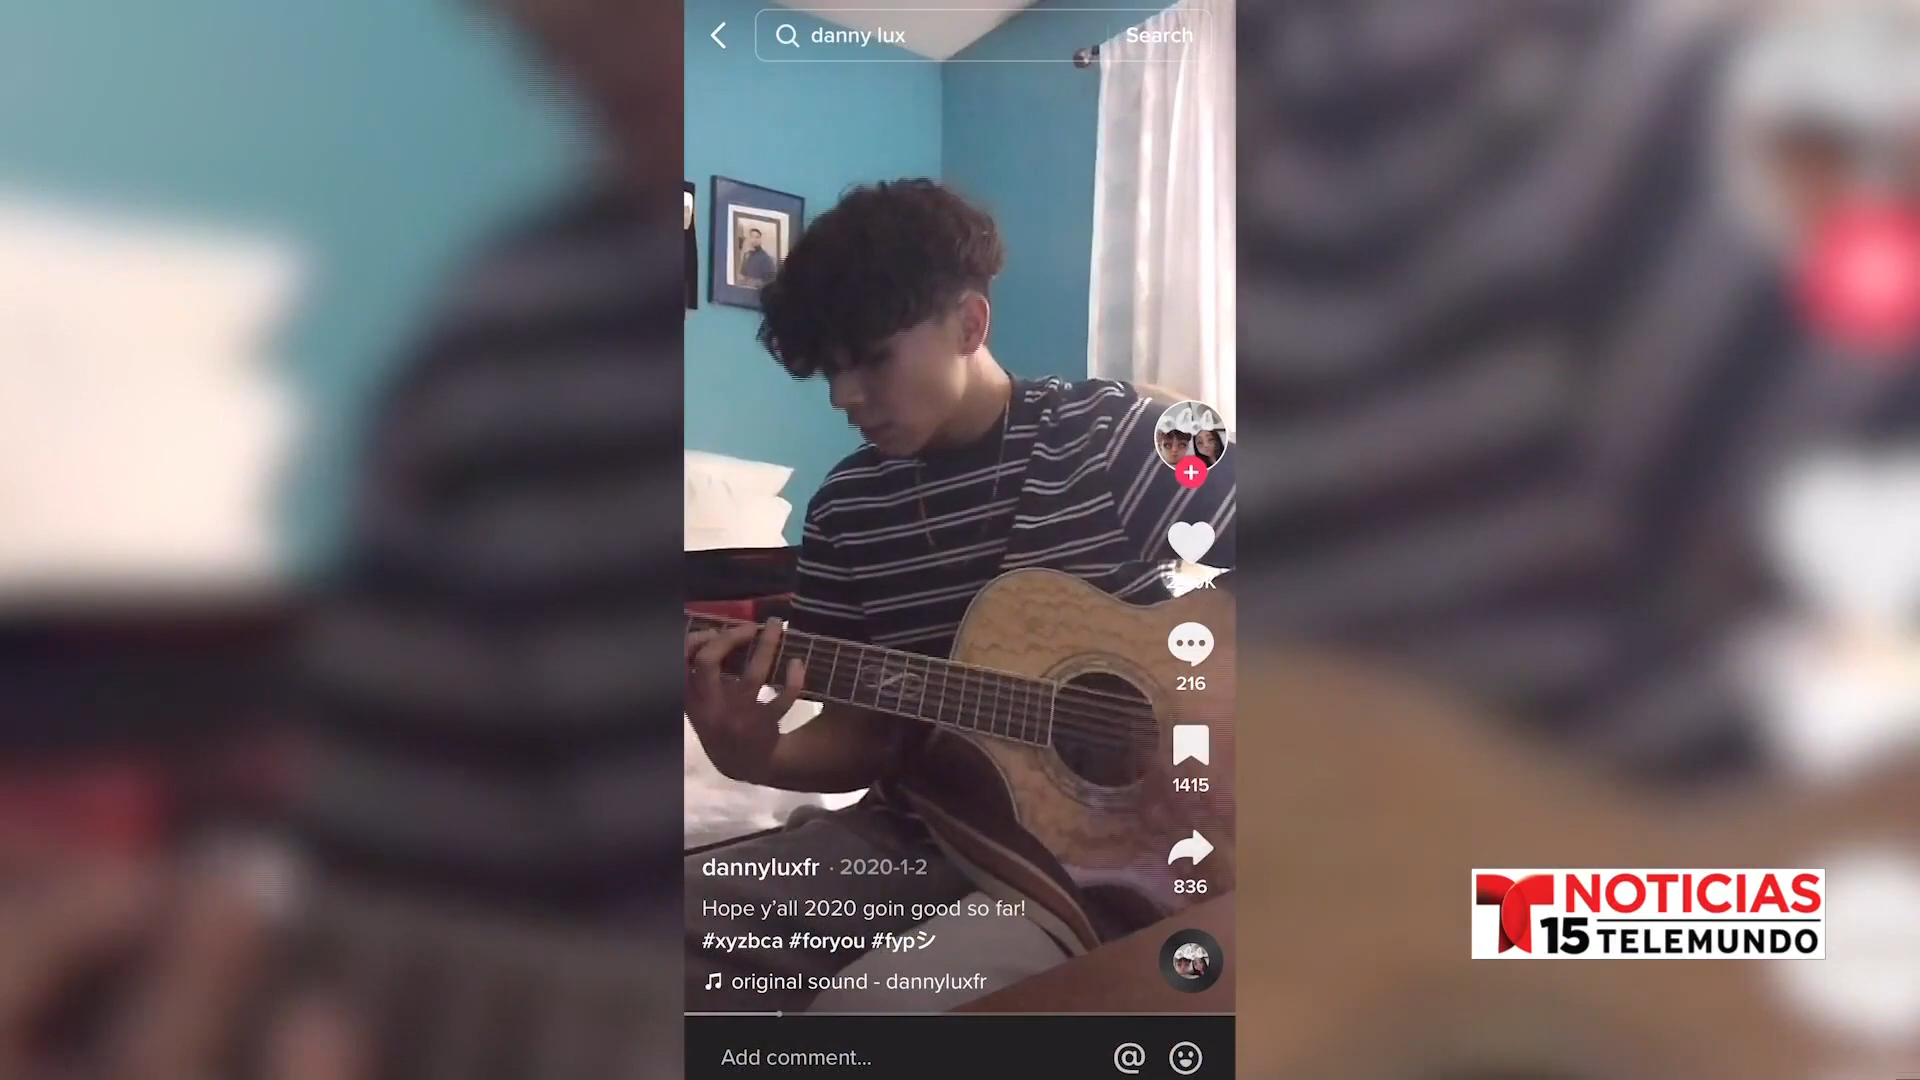 danny lux
Search
216
1415
836
dannyluxfr · 2020-1-2
Hope y'all 2020 goin good so far!
#xyzbca #foryou #fypシ
original sound - dannyluxfr
Add comment...
@
NOTICIAS
15 TELEMUNDO